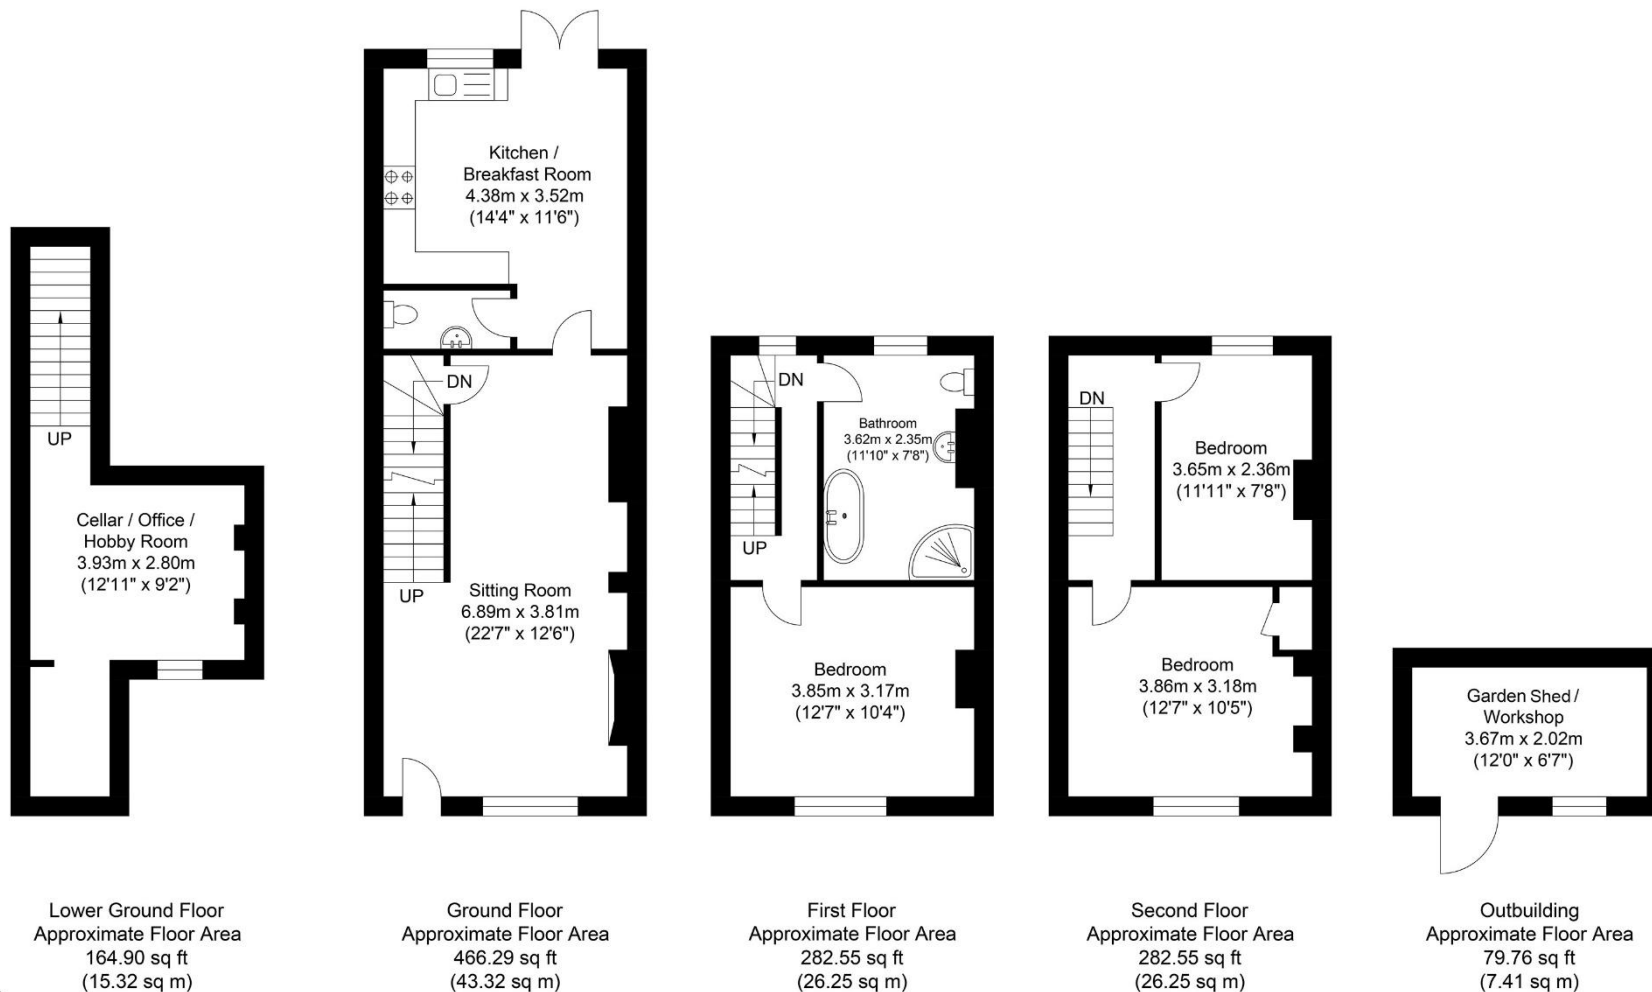 Kitchen /
Breakfast Room
4.38m x 3.52m
(14'4" x 11'6")
UP
Cellar / Office /
Hobby Room
3.93m x 2.80m
(12'11" x 9'2")
DN
UP
Sitting Room
6.89m x 3.81m
(22'7" x 12'6")
DN
UP
Bathroom
3.62m x 2.35m
(11'10" x 7'8")
Bedroom
3.85m x 3.17m
(12'7" x 10'4")
DN
Bedroom
3.65m x 2.36m
(11'11" x 7'8")
Bedroom
3.86m x 3.18m
(12'7" x 10'5")
Garden Shed /
Workshop
3.67m x 2.02m
(12'0" x 6'7")
Lower Ground Floor
Approximate Floor Area
164.90 sq ft
(15.32 sq m)
Ground Floor
Approximate Floor Area
466.29 sq ft
(43.32 sq m)
First Floor
Approximate Floor Area
282.55 sq ft
(26.25 sq m)
Second Floor
Approximate Floor Area
282.55 sq ft
(26.25 sq m)
Outbuilding
Approximate Floor Area
79.76 sq ft
(7.41 sq m)